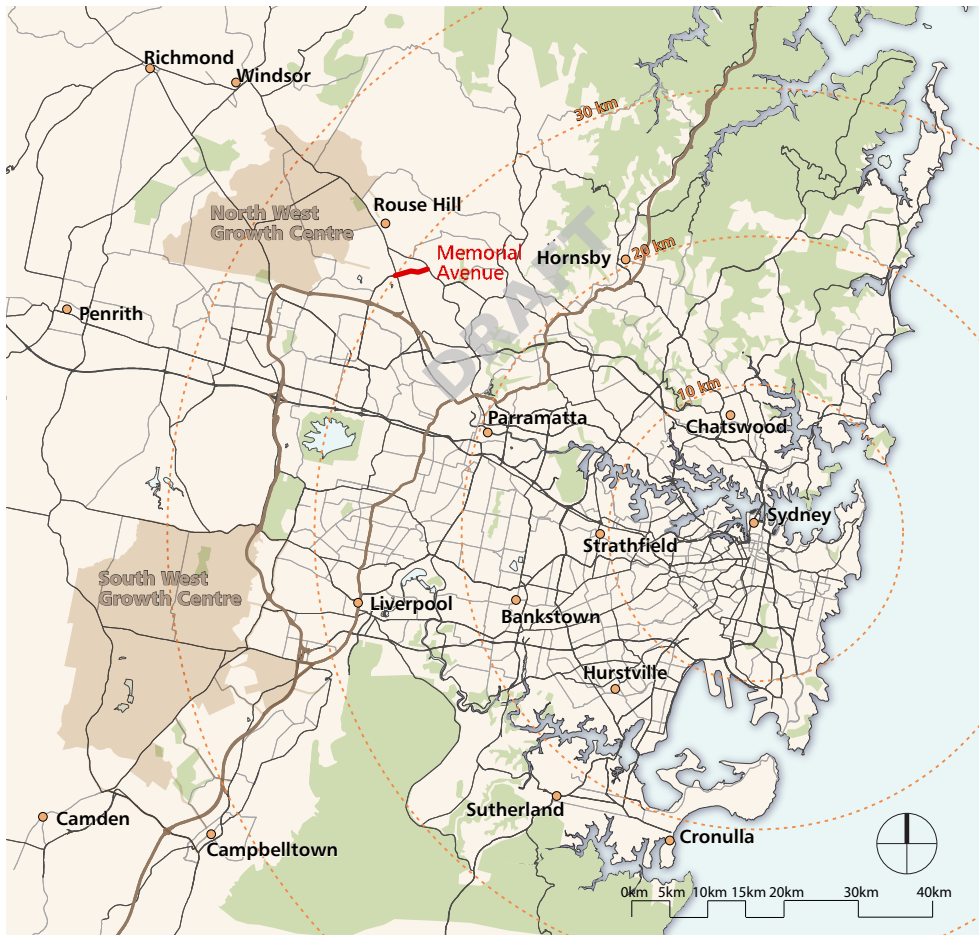 Richmond
Windsor
30 km
Rouse Hill
North West
Growth Centre
DRAFT
Hornsby
20 km
Memorial
Avenue
Penrith
10 km
Parramatta
Chatswood
Sydney
Strathfield
South West
Growth Centre
Liverpool
Bankstown
Hurstville
Sutherland
Camden
Campbelltown
Cronulla
0km 5km 10km 15km 20km 30km 40km